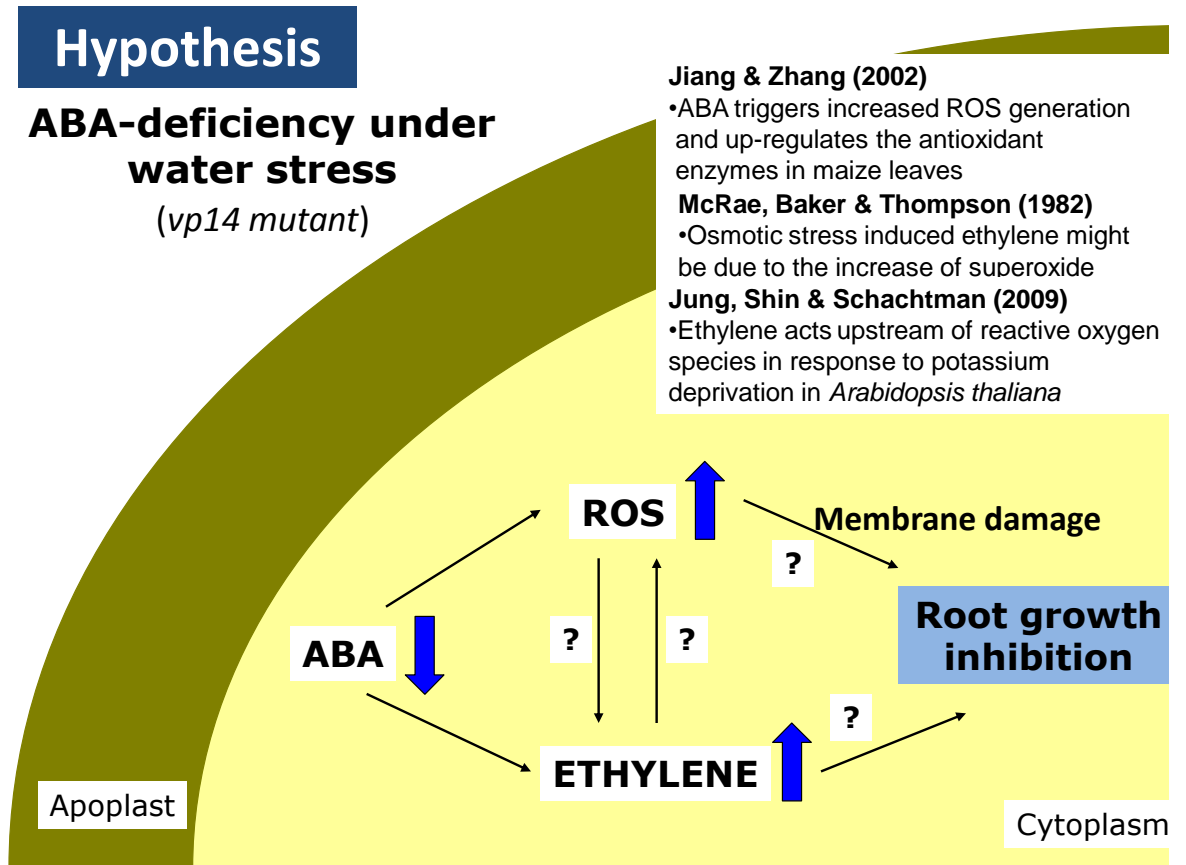 Hypothesis
ABA-deficiency under
water stress
(vp14 mutant)
Jiang & Zhang (2002)
•ABA triggers increased ROS generation
and up-regulates the antioxidant
enzymes in maize leaves
McRae, Baker & Thompson (1982)
•Osmotic stress induced ethylene might
be due to the increase of superoxide
Jung, Shin & Schachtman (2009)
•Ethylene acts upstream of reactive oxygen
species in response to potassium
deprivation in Arabidopsis thaliana
ROS
Membrane damage
?
Root growth
inhibition
ABA
?
?
?
ETHYLENE
Apoplast
Cytoplasm